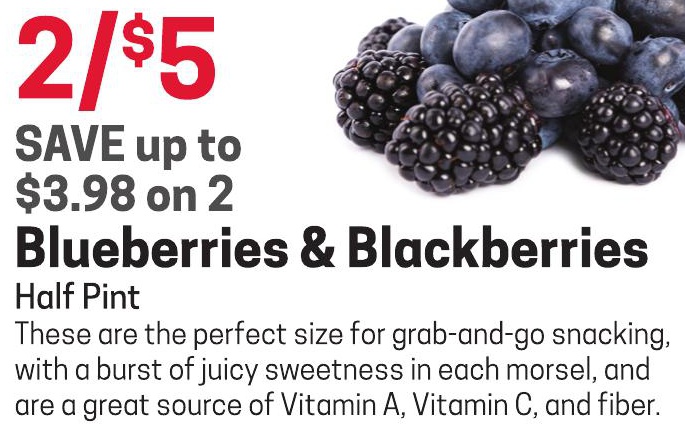 2/$5
SAVE up to
$3.98 on 2
Blueberries & Blackberries
Half Pint
These are the perfect size for grab-and-go snacking,
with a burst of juicy sweetness in each morsel, and
are a great source of Vitamin A, Vitamin C, and fiber.